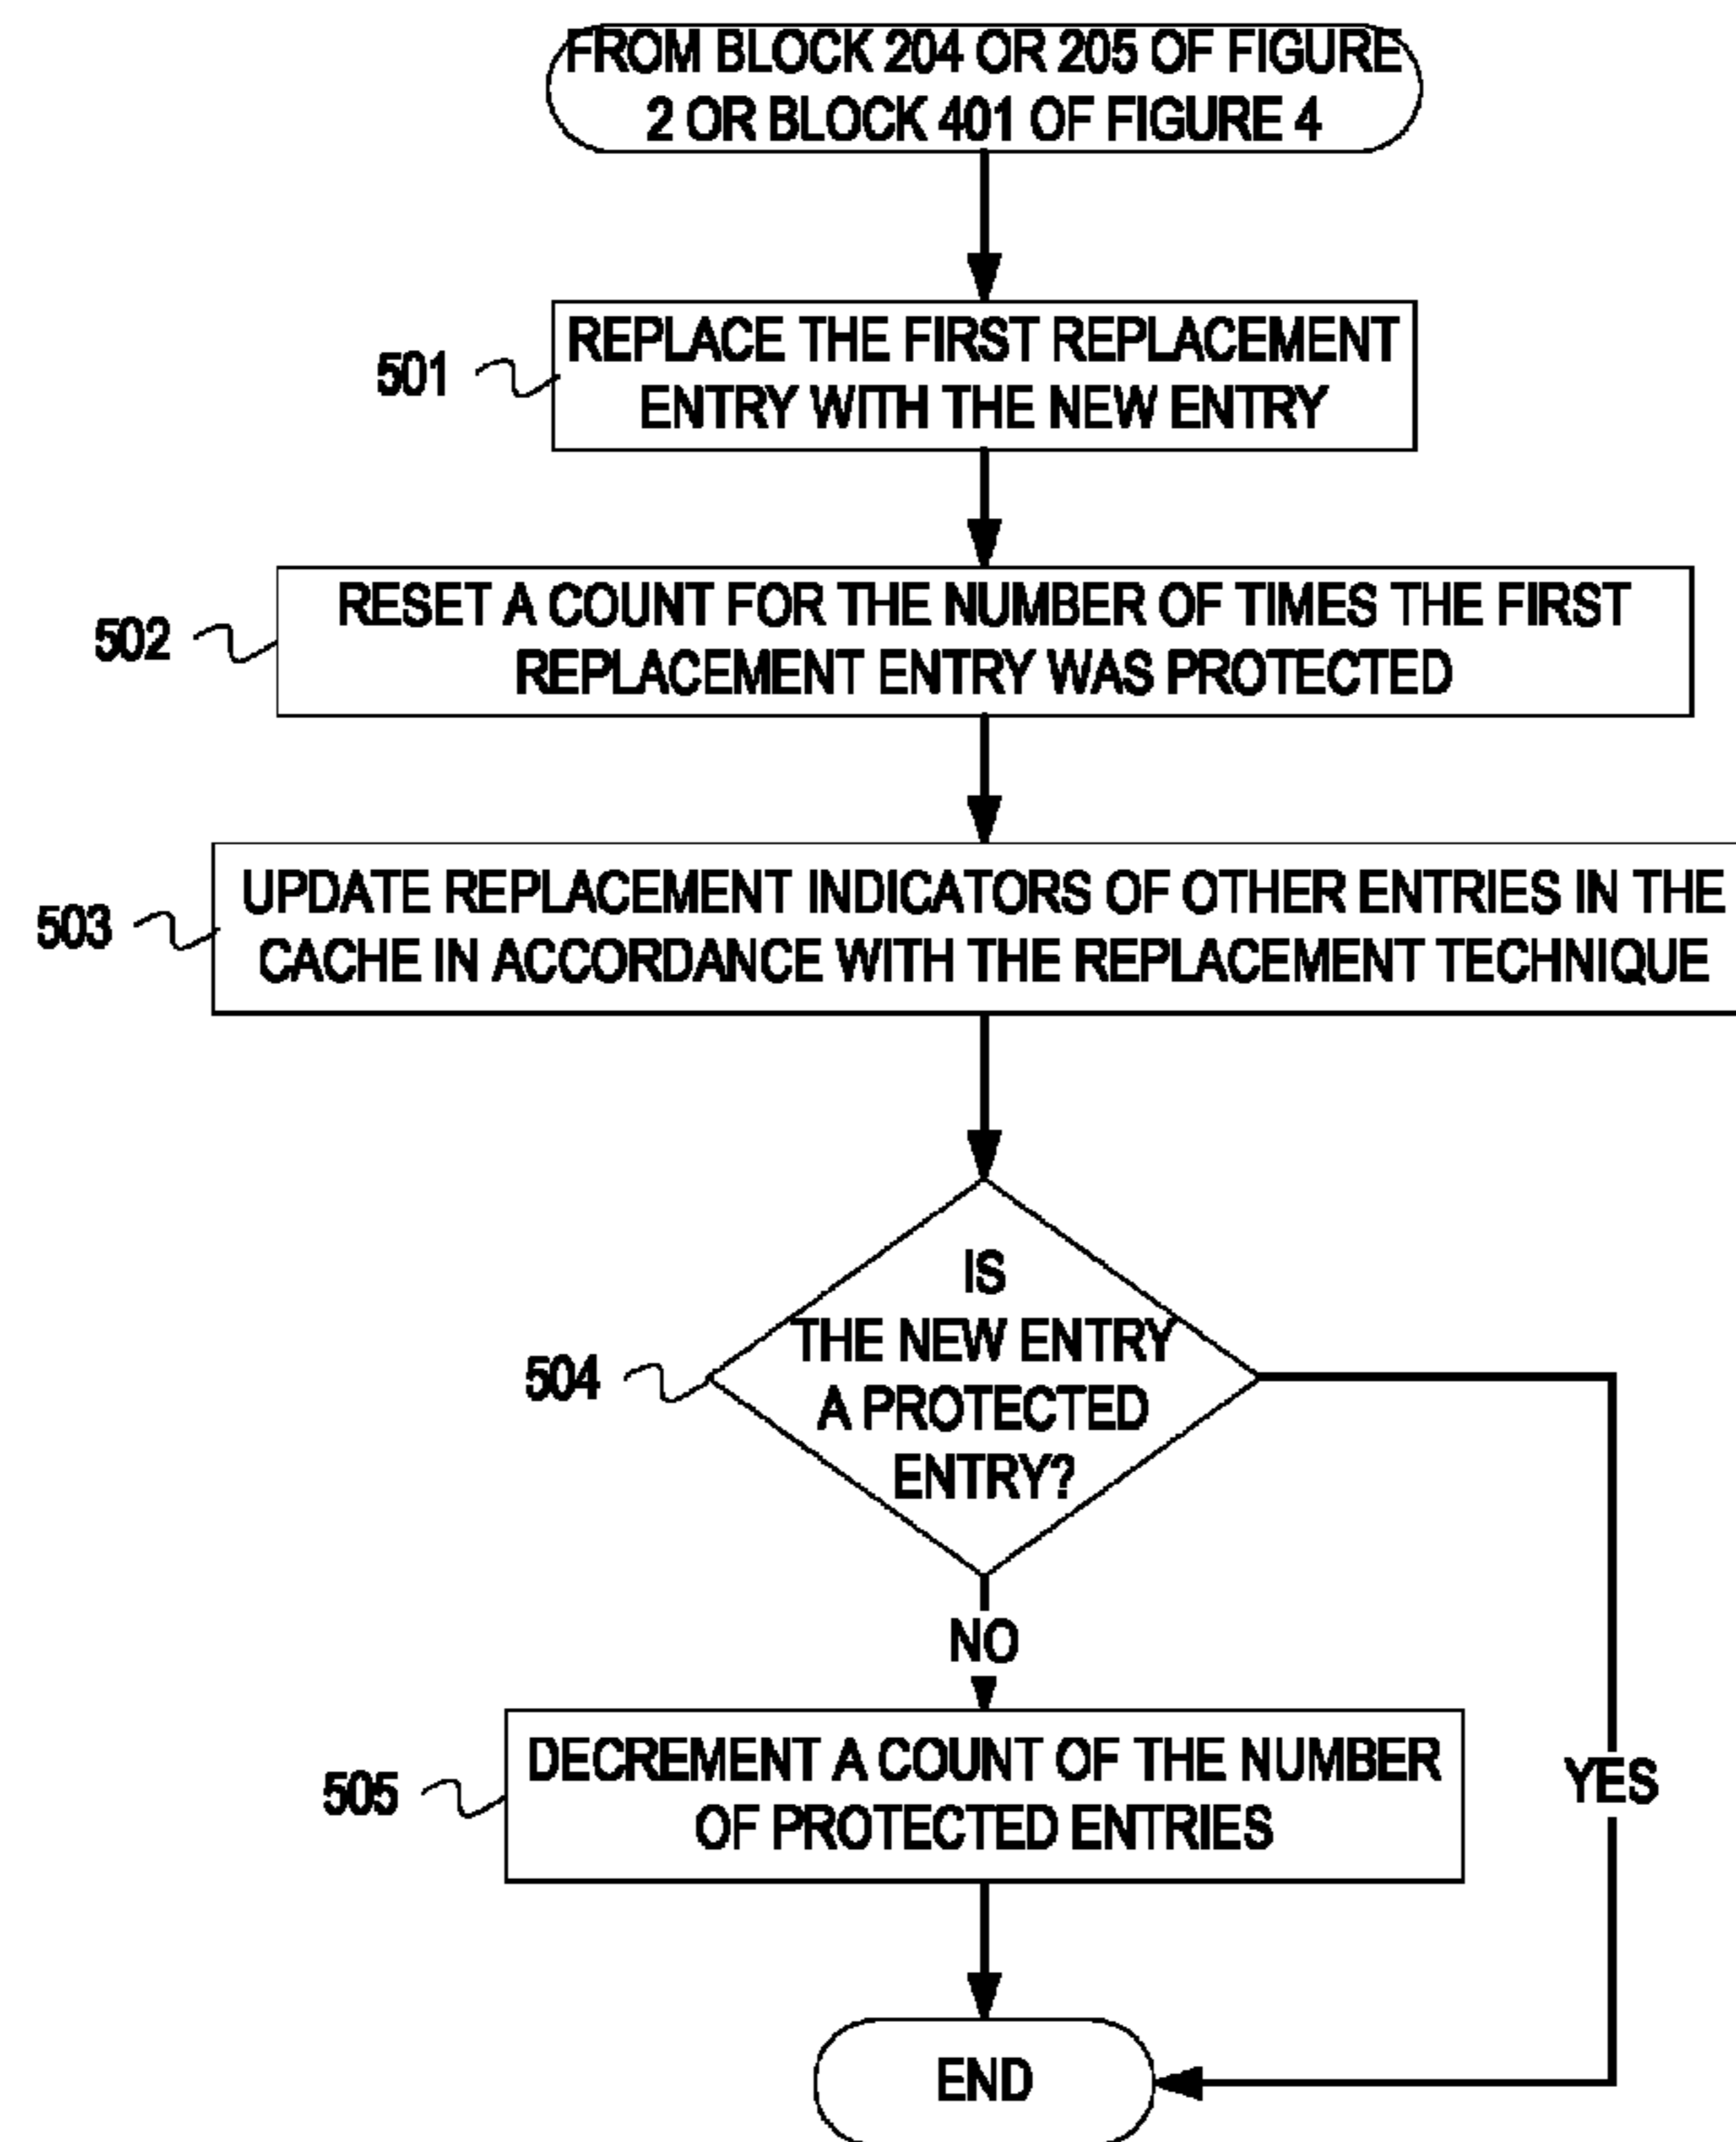 FROM BLOCK 204 OR 205 OF FIGURE
2 OR BLOCK 401 OF FIGURE 4
501
REPLACE THE FIRST REPLACEMENT
ENTRY WITH THE NEW ENTRY
502
RESET A COUNT FOR THE NUMBER OF TIMES THE FIRST
REPLACEMENT ENTRY WAS PROTECTED
503
UPDATE REPLACEMENT INDICATORS OF OTHER ENTRIES IN THE
CACHE IN ACCORDANCE WITH THE REPLACEMENT TECHNIQUE
504
IS
THE NEW ENTRY
A PROTECTED
ENTRY?
NO
YES
505
DECREMENT A COUNT OF THE NUMBER
OF PROTECTED ENTRIES
END